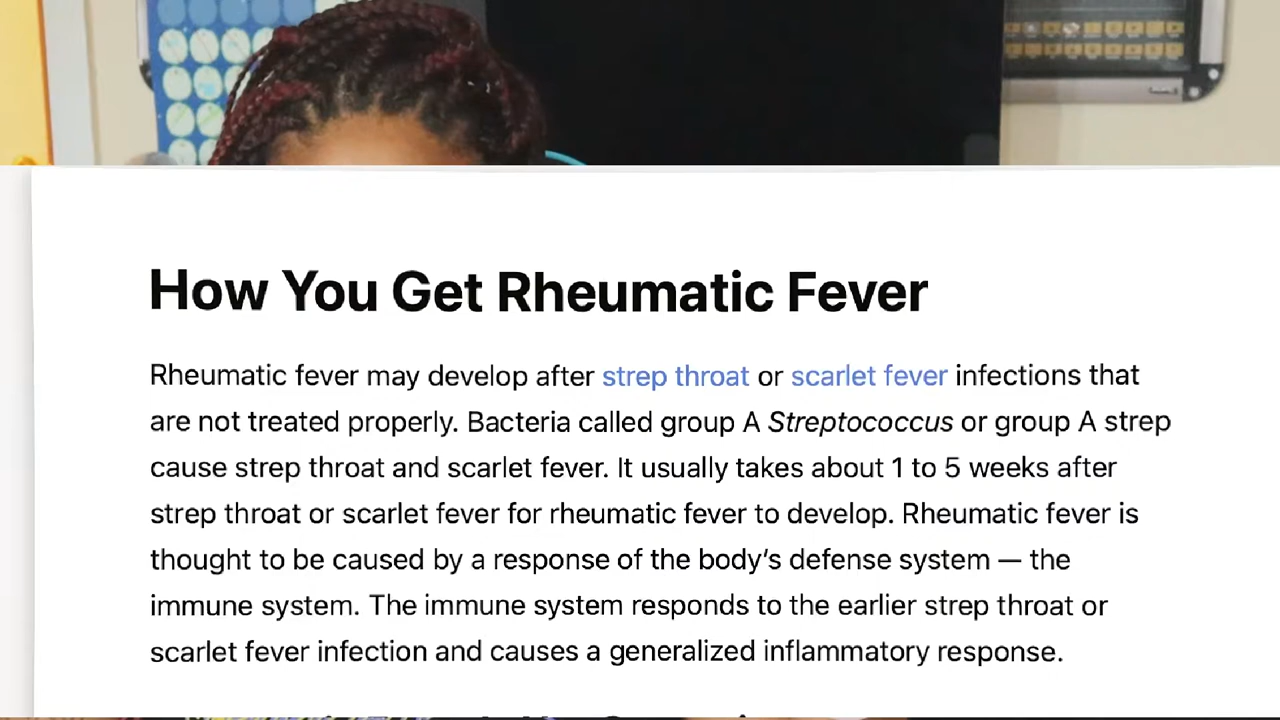 How You Get Rheumatic Fever
Rheumatic fever may develop after strep throat or scarlet fever infections that
are not treated properly. Bacteria called group A Streptococcus or group A strep
cause strep throat and scarlet fever. It usually takes about 1 to 5 weeks after
strep throat or scarlet fever for rheumatic fever to develop. Rheumatic fever is
thought to be caused by a response of the body’s defense system — the
immune system. The immune system responds to the earlier strep throat or
scarlet fever infection and causes a generalized inflammatory response.